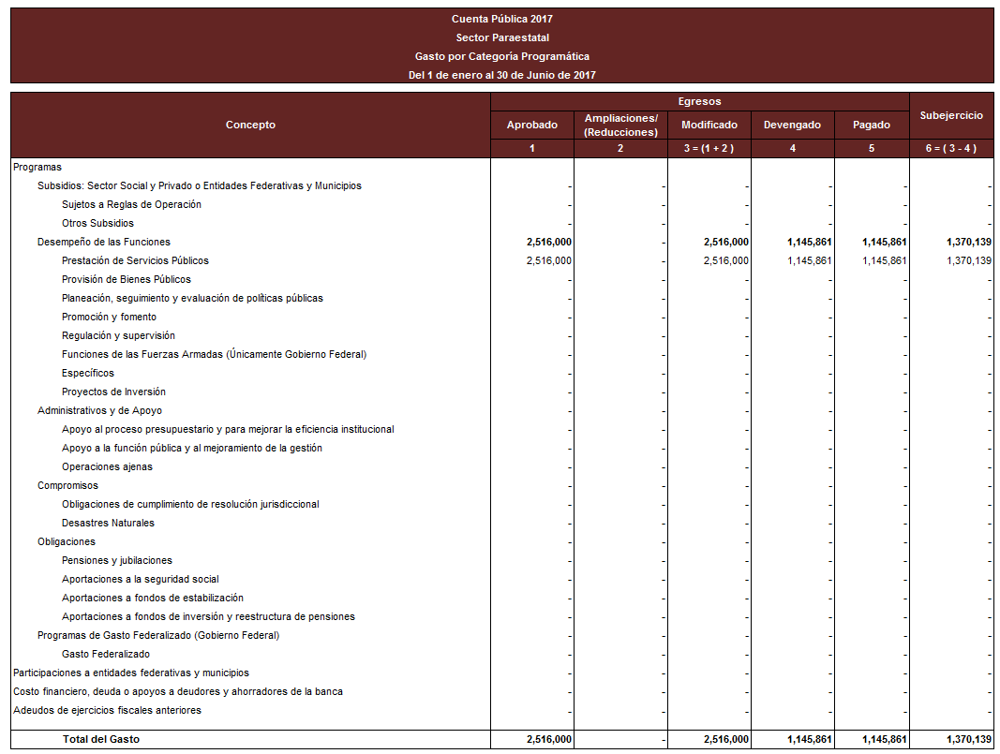 Cuenta Pública 2017
Sector Paraestatal
Gasto por Categoría Programática
Del 1 de enero al 30 de Junio de 2017
Concepto Egresos Subejercicio
Aprobado Ampliaciones/ (Reducciones) Modificado Devengado Pagado
1 2 3 = (1 + 2 ) 4 5 6 = ( 3 - 4 )
Programas
Subsidios: Sector Social y Privado o Entidades Federativas y Municipios - - - - - -
Sujetos a Reglas de Operación - - - - - -
Otros Subsidios - - - - - -
Desempeño de las Funciones 2,516,000 - 2,516,000 1,145,861 1,145,861 1,370,139
Prestación de Servicios Públicos 2,516,000 - 2,516,000 1,145,861 1,145,861 1,370,139
Provisión de Bienes Públicos - - - - - -
Planeación, seguimiento y evaluación de políticas públicas - - - - - -
Promoción y fomento - - - - - -
Regulación y supervisión - - - - - -
Funciones de las Fuerzas Armadas (Únicamente Gobierno Federal) - - - - - -
Específicos - - - - - -
Proyectos de Inversión - - - - - -
Administrativos y de Apoyo - - - - - -
Apoyo al proceso presupuestario y para mejorar la eficiencia institucional - - - - - -
Apoyo a la función pública y al mejoramiento de la gestión - - - - - -
Operaciones ajenas - - - - - -
Compromisos - - - - - -
Obligaciones de cumplimiento de resolución jurisdiccional - - - - - -
Desastres Naturales - - - - - -
Obligaciones - - - - - -
Pensiones y jubilaciones - - - - - -
Aportaciones a la seguridad social - - - - - -
Aportaciones a fondos de estabilización - - - - - -
Aportaciones a fondos de inversión y reestructura de pensiones - - - - - -
Programas de Gasto Federalizado (Gobierno Federal) - - - - - -
Gasto Federalizado - - - - - -
Participaciones a entidades federativas y municipios - - - - - -
Costo financiero, deuda o apoyos a deudores y ahorradores de la banca - - - - - -
Adeudos de ejercicios fiscales anteriores - - - - - -
Total del Gasto 2,516,000 - 2,516,000 1,145,861 1,145,861 1,370,139